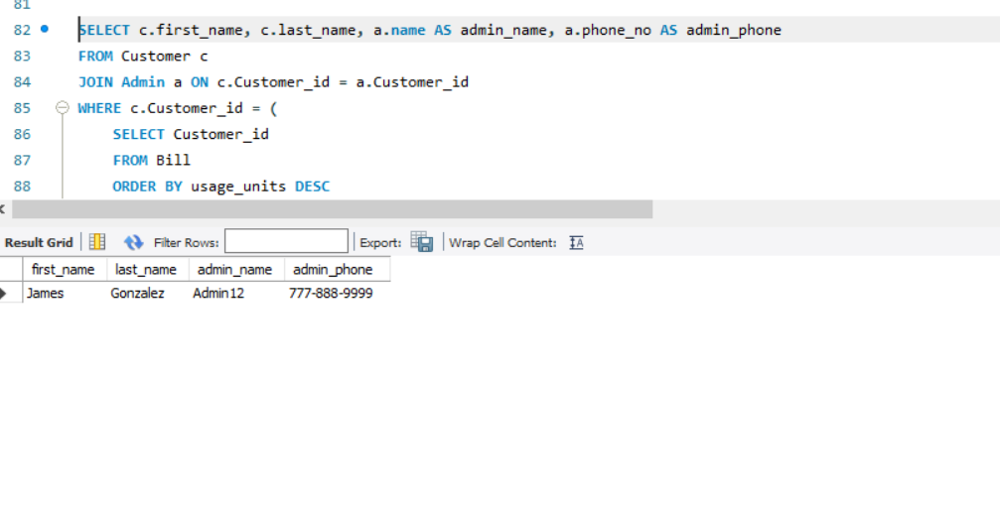 81
82 SELECT c.first_name, c.last_name, a.name AS admin_name, a.phone_no AS admin_phone
83 FROM Customer c
84 JOIN Admin a ON c.Customer_id = a.Customer_id
85 WHERE c.Customer_id = (
86 SELECT Customer_id
87 FROM Bill
88 ORDER BY usage_units DESC
Result Grid Filter Rows: Export: Wrap Cell Content:
first_name last_name admin_name admin_phone
James Gonzalez Admin12 777-888-9999